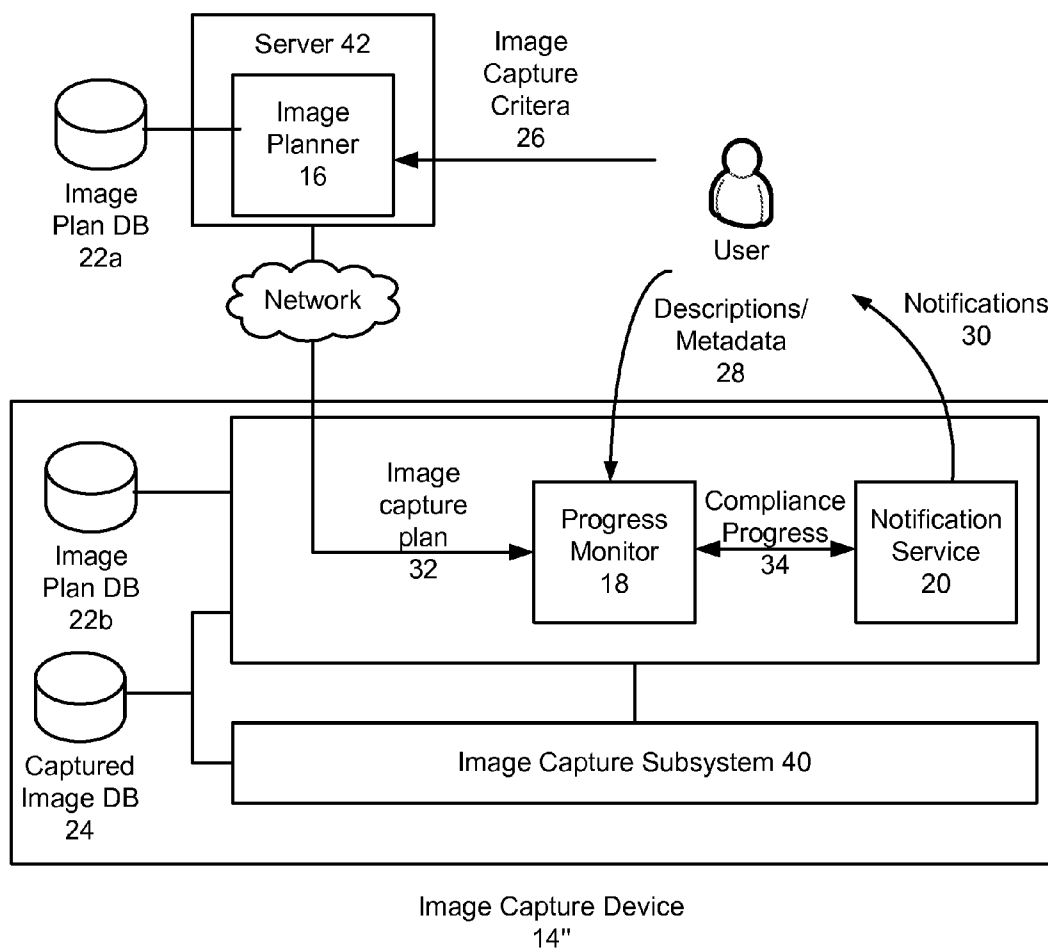 Server 42
Image
Planner
16
Image
Capture
Critera
26
Image
Plan DB
22a
User
Network
Descriptions/
Metadata
28
Notifications
30
Image
Plan DB
22b
Image
capture
plan
32
Progress
Monitor
18
Compliance
Progress
34
Notification
Service
20
Captured
Image DB
24
Image Capture Subsystem 40
Image Capture Device
14"